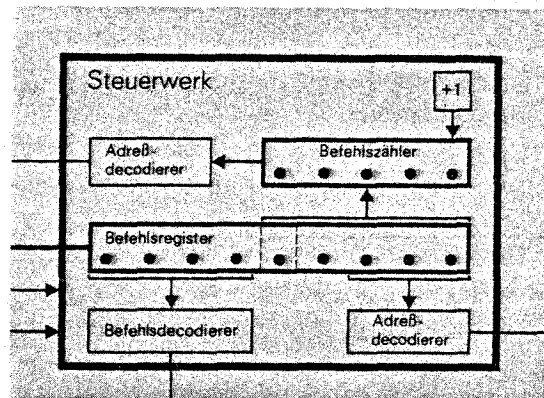 Steuerwerk
+1
Adreß-
decodierer
Befehlszähler
Befehlsregister
Befehlsdecodierer
Adreß-
decodierer